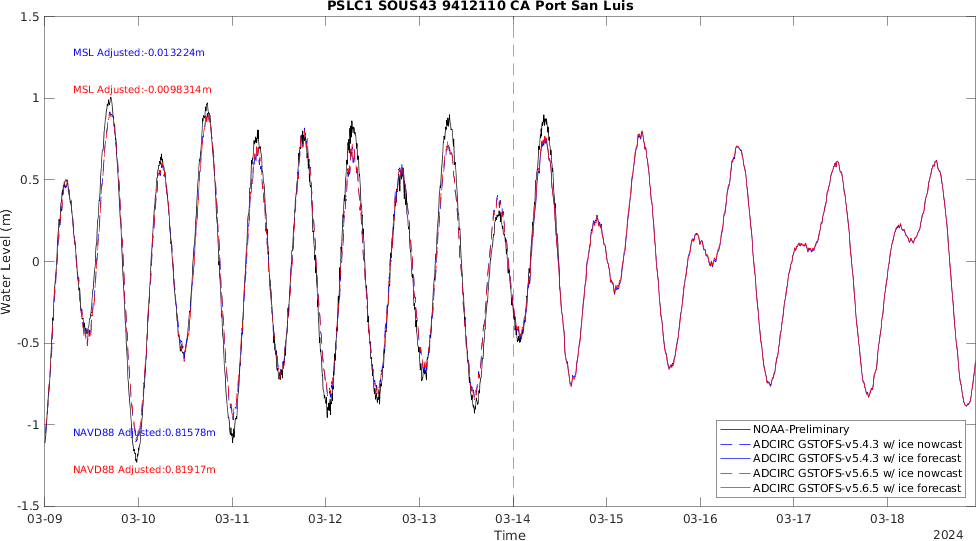 PSLC1 SOUS43 9412110 CA Port San Luis
1.5
MSL Adjusted:-0.013224m
1
MSL Adjusted:-0.0098314m
0.5
Water Level (m)
0
-0.5
-1
NAVD88 Adjusted:0.81578m
NAVD88 Adjusted:0.81917m
-1.5
NOAA-Preliminary
ADCIRC GSTOFS-v5.4.3 w/ ice nowcast
ADCIRC GSTOFS-v5.4.3 w/ ice forecast
ADCIRC GSTOFS-v5.6.5 w/ ice nowcast
ADCIRC GSTOFS-v5.6.5 w/ ice forecast
03-09 03-10 03-11 03-12 03-13 03-14 03-15 03-16 03-17 03-18
Time
2024